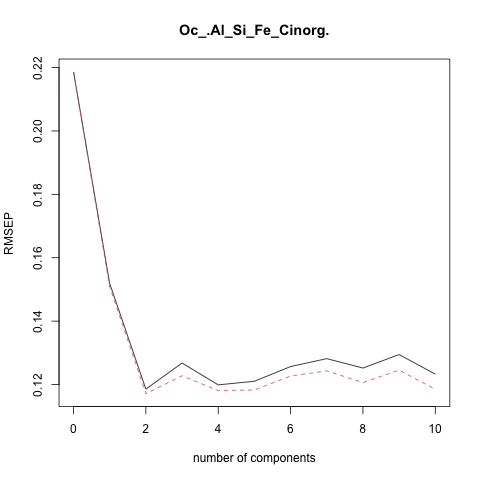 Oc_.Al_Si_Fe_Cinorg.
RMSEP
0.22
0.20
0.18
0.16
0.14
0.12
0 2 4 6 8 10
number of components